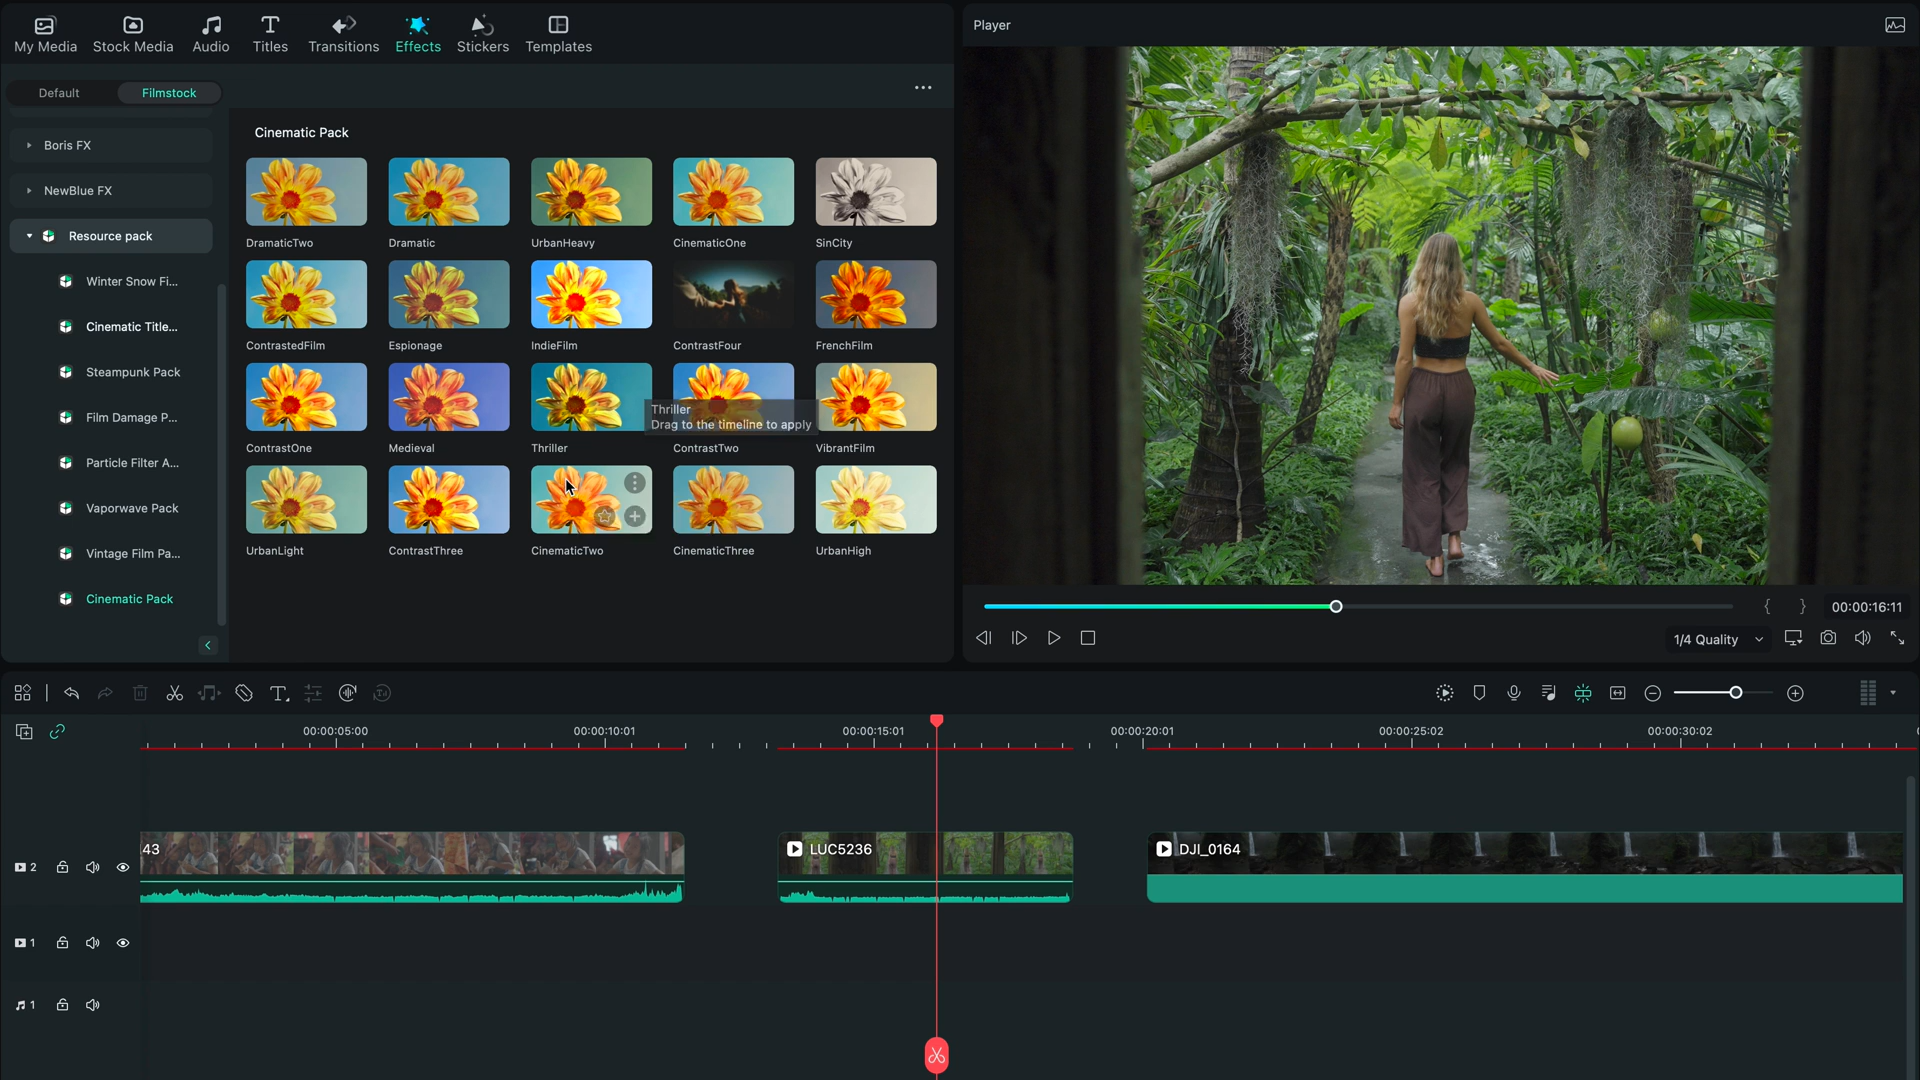 My Media
Stock Media
Audio
Titles
Transitions
Effects
Stickers
Templates
Player
Default
Filmstock
Boris FX
NewBlue FX
Resource pack
Winter Snow Fi...
Cinematic Title...
Steampunk Pack
Film Damage P...
Particle Filter A...
Vaporwave Pack
Vintage Film Pa...
Cinematic Pack
Cinematic Pack
DramaticTwo
Dramatic
UrbanHeavy
CinematicOne
SinCity
ContrastedFilm
Espionage
IndieFilm
ContrastFour
FrenchFilm
ContrastOne
Medieval
Thriller
ContrastTwo
VibrantFilm
Thriller
Drag to the timeline to apply
UrbanLight
ContrastThree
CinematicTwo
CinematicThree
UrbanHigh
{ }
00:00:16:11
1/4 Quality
00:00:05:00
00:00:10:01
00:00:15:01
00:00:20:01
00:00:25:02
00:00:30:02
43
LUC5236
DJI_0164
2
1
1